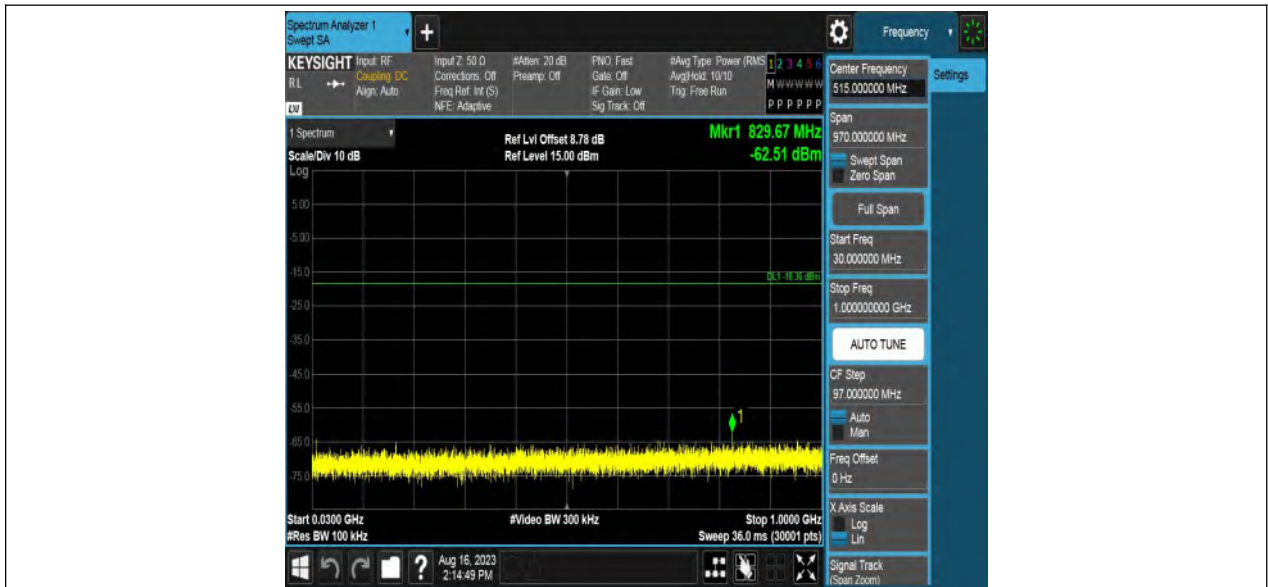 Spectrum Analyzer 1
Swept SA
+
Frequency
KEYSIGHT
RL
LXI
Input: RF
Coupling: DC
Align: Auto
Input Z: 50 Ω
Corrections: Off
Freq Ref: Int (S)
NFE: Adaptive
#Atten: 20 dB
Preamp: Off
PNO: Fast
Gate: Off
IF Gain: Low
Sig Track: Off
#Avg Type: Power (RMS
Avg|Hold: 10/10
Trig: Free Run
1 2 3 4 5 6
M W W W W W
P P P P P P
1 Spectrum
Scale/Div 10 dB
Log
Ref Lvl Offset 8.78 dB
Ref Level 15.00 dBm
Mkr1 829.67 MHz
-62.51 dBm
5.00
-5.00
-15.0
DL1 -18.36 dBm
-25.0
-35.0
-45.0
-55.0
1
-65.0
-75.0
Start 0.0300 GHz
#Res BW 100 kHz
#Video BW 300 kHz
Stop 1.0000 GHz
Sweep 36.0 ms (30001 pts)
?
Aug 16, 2023
2:14:49 PM
Center Frequency
515.000000 MHz
Settings
Span
970.000000 MHz
Swept Span
Zero Span
Full Span
Start Freq
30.000000 MHz
Stop Freq
1.000000000 GHz
AUTO TUNE
CF Step
97.000000 MHz
Auto
Man
Freq Offset
0 Hz
X Axis Scale
Log
Lin
Signal Track
(Span Zoom)